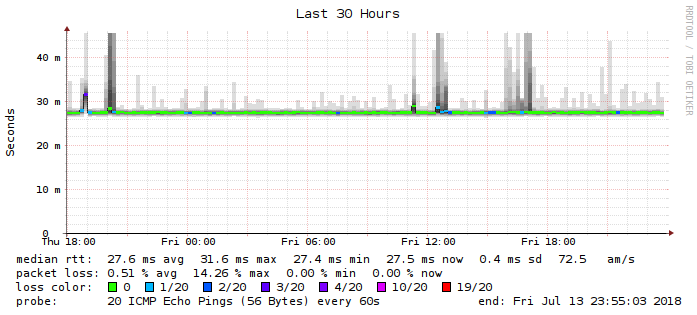 Last 30 Hours
RRDTOOL / TOBI OETIKER
Seconds
40 m
30 m
20 m
10 m
0
Thu 18:00 Fri 00:00 Fri 06:00 Fri 12:00 Fri 18:00
median rtt: 27.6 ms avg 31.6 ms max 27.4 ms min 27.5 ms now 0.4 ms sd 72.5 am/s
packet loss: 0.51 % avg 14.26 % max 0.00 % min 0.00 % now
loss color: 0 1/20 2/20 3/20 4/20 10/20 19/20
probe: 20 ICMP Echo Pings (56 Bytes) every 60s end: Fri Jul 13 23:55:03 2018